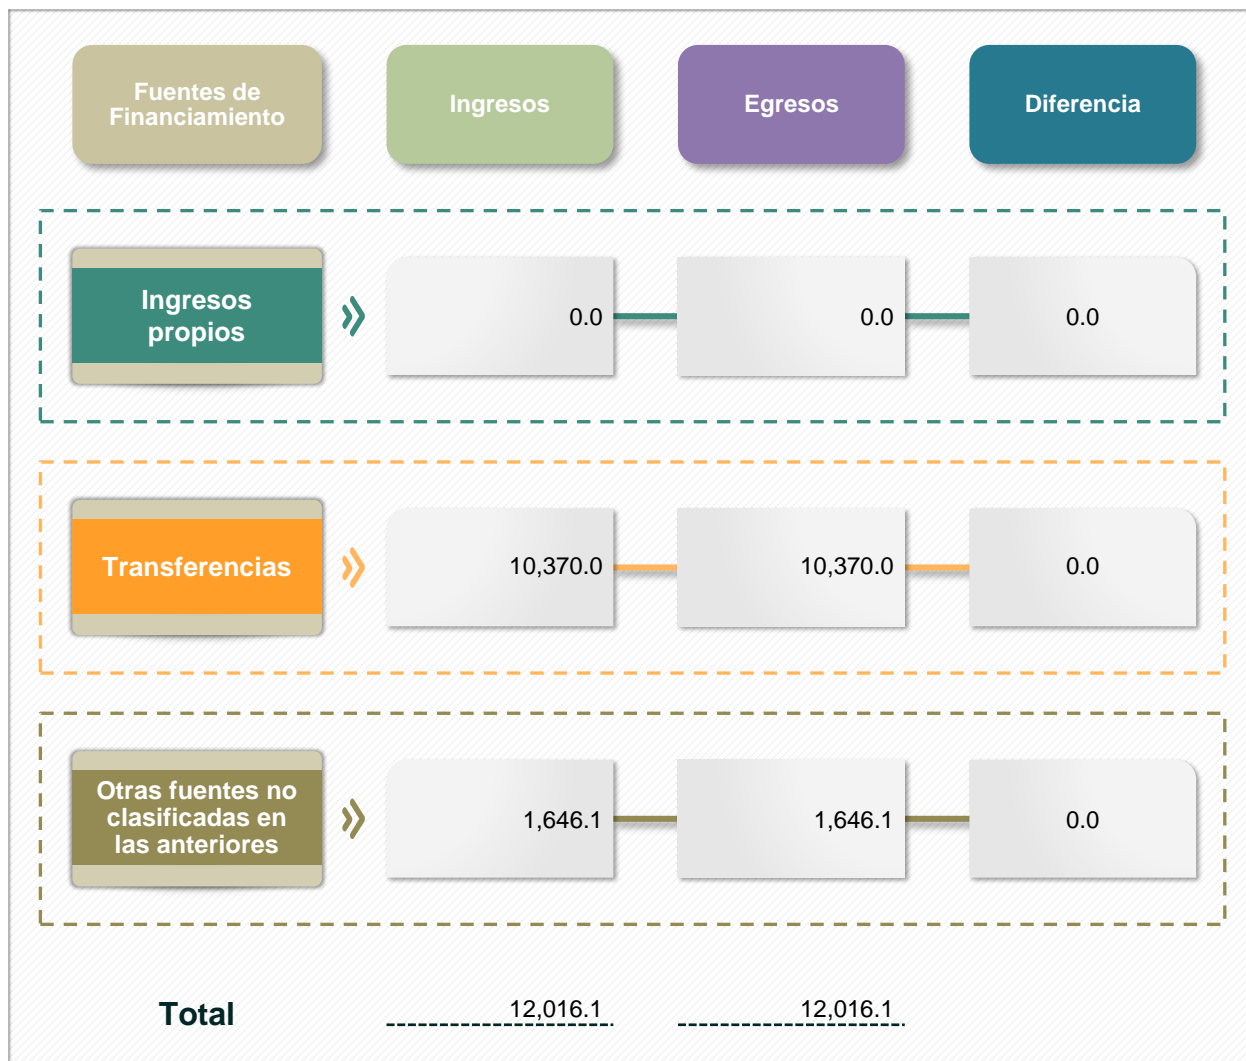 Fuentes de
Financiamiento
Ingresos
Egresos
Diferencia
Ingresos
propios
0.0
0.0
0.0
Transferencias
10,370.0
10,370.0
0.0
Otras fuentes no
clasificadas en
las anteriores
1,646.1
1,646.1
0.0
Total
12,016.1
12,016.1